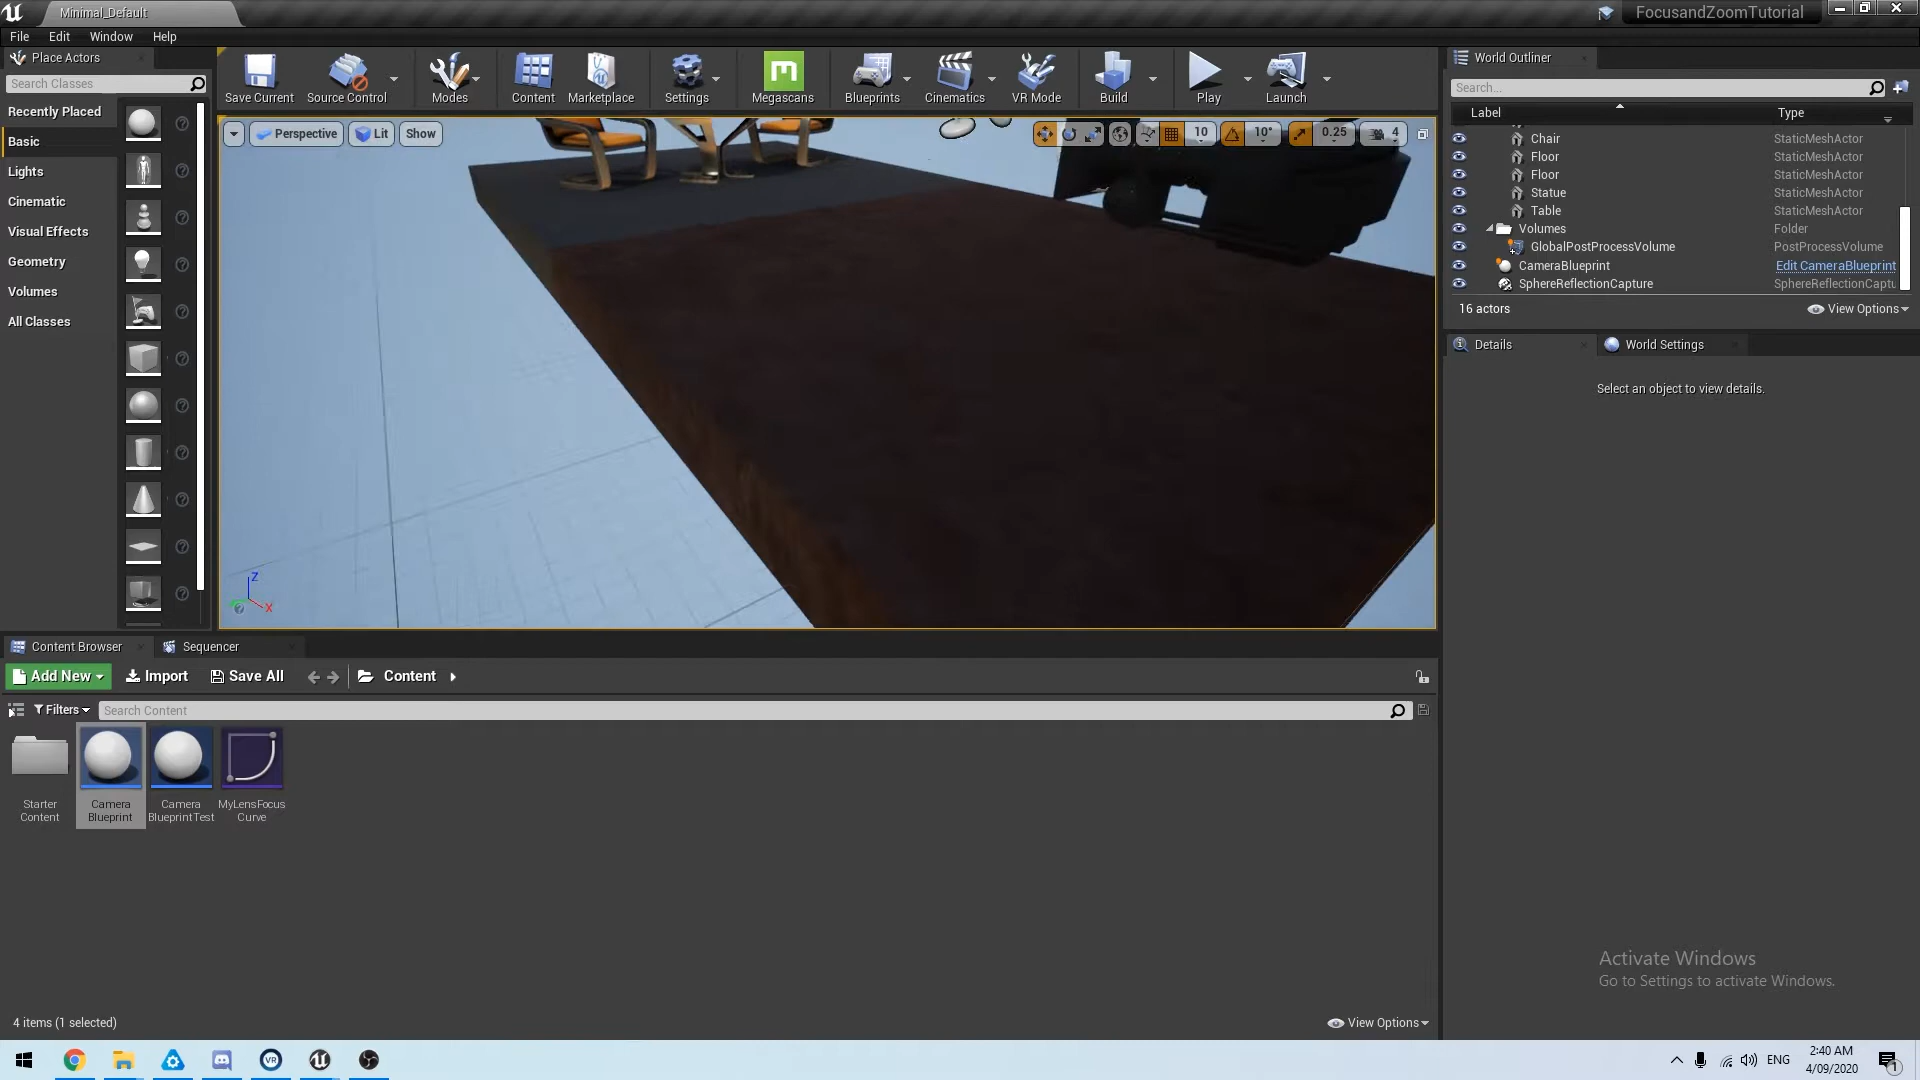 Minimal_Default
FocusandZoomTutorial
File Edit Window Help
Place Actors
Search Classes
Recently Placed
Basic
Lights
Cinematic
Visual Effects
Geometry
Volumes
All Classes
Save Current
Source Control
Modes
Content
Marketplace
Settings
Megascans
Blueprints
Cinematics
VR Mode
Build
Play
Launch
Perspective
Lit
Show
10
10°
0.25
4
Z
X
World Outliner
Search...
Label Type
Chair StaticMeshActor
Floor StaticMeshActor
Floor StaticMeshActor
Statue StaticMeshActor
Table StaticMeshActor
Volumes Folder
GlobalPostProcessVolume PostProcessVolume
CameraBlueprint Edit CameraBlueprint
SphereReflectionCapture SphereReflectionCaptu
16 actors
View Options
Details
World Settings
Select an object to view details.
Content Browser
Sequencer
Add New
Import
Save All
Content
Filters
Search Content
Starter
Content
Camera
Blueprint
Camera
BlueprintTest
MyLensFocus
Curve
4 items (1 selected)
View Options
Activate Windows
Go to Settings to activate Windows.
ENG
2:40 AM
4/09/2020
1